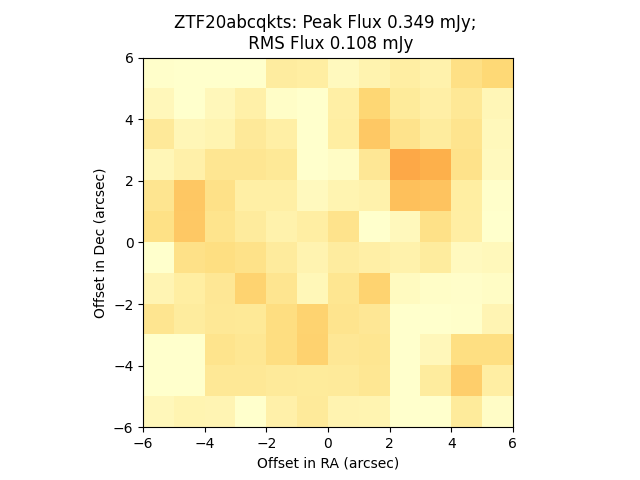 ZTF20abcqkts: Peak Flux 0.349 mJy;
RMS Flux 0.108 mJy
6
4
2
0
−2
−4
−6
Offset in Dec (arcsec)
−6 −4 −2 0 2 4 6
Offset in RA (arcsec)